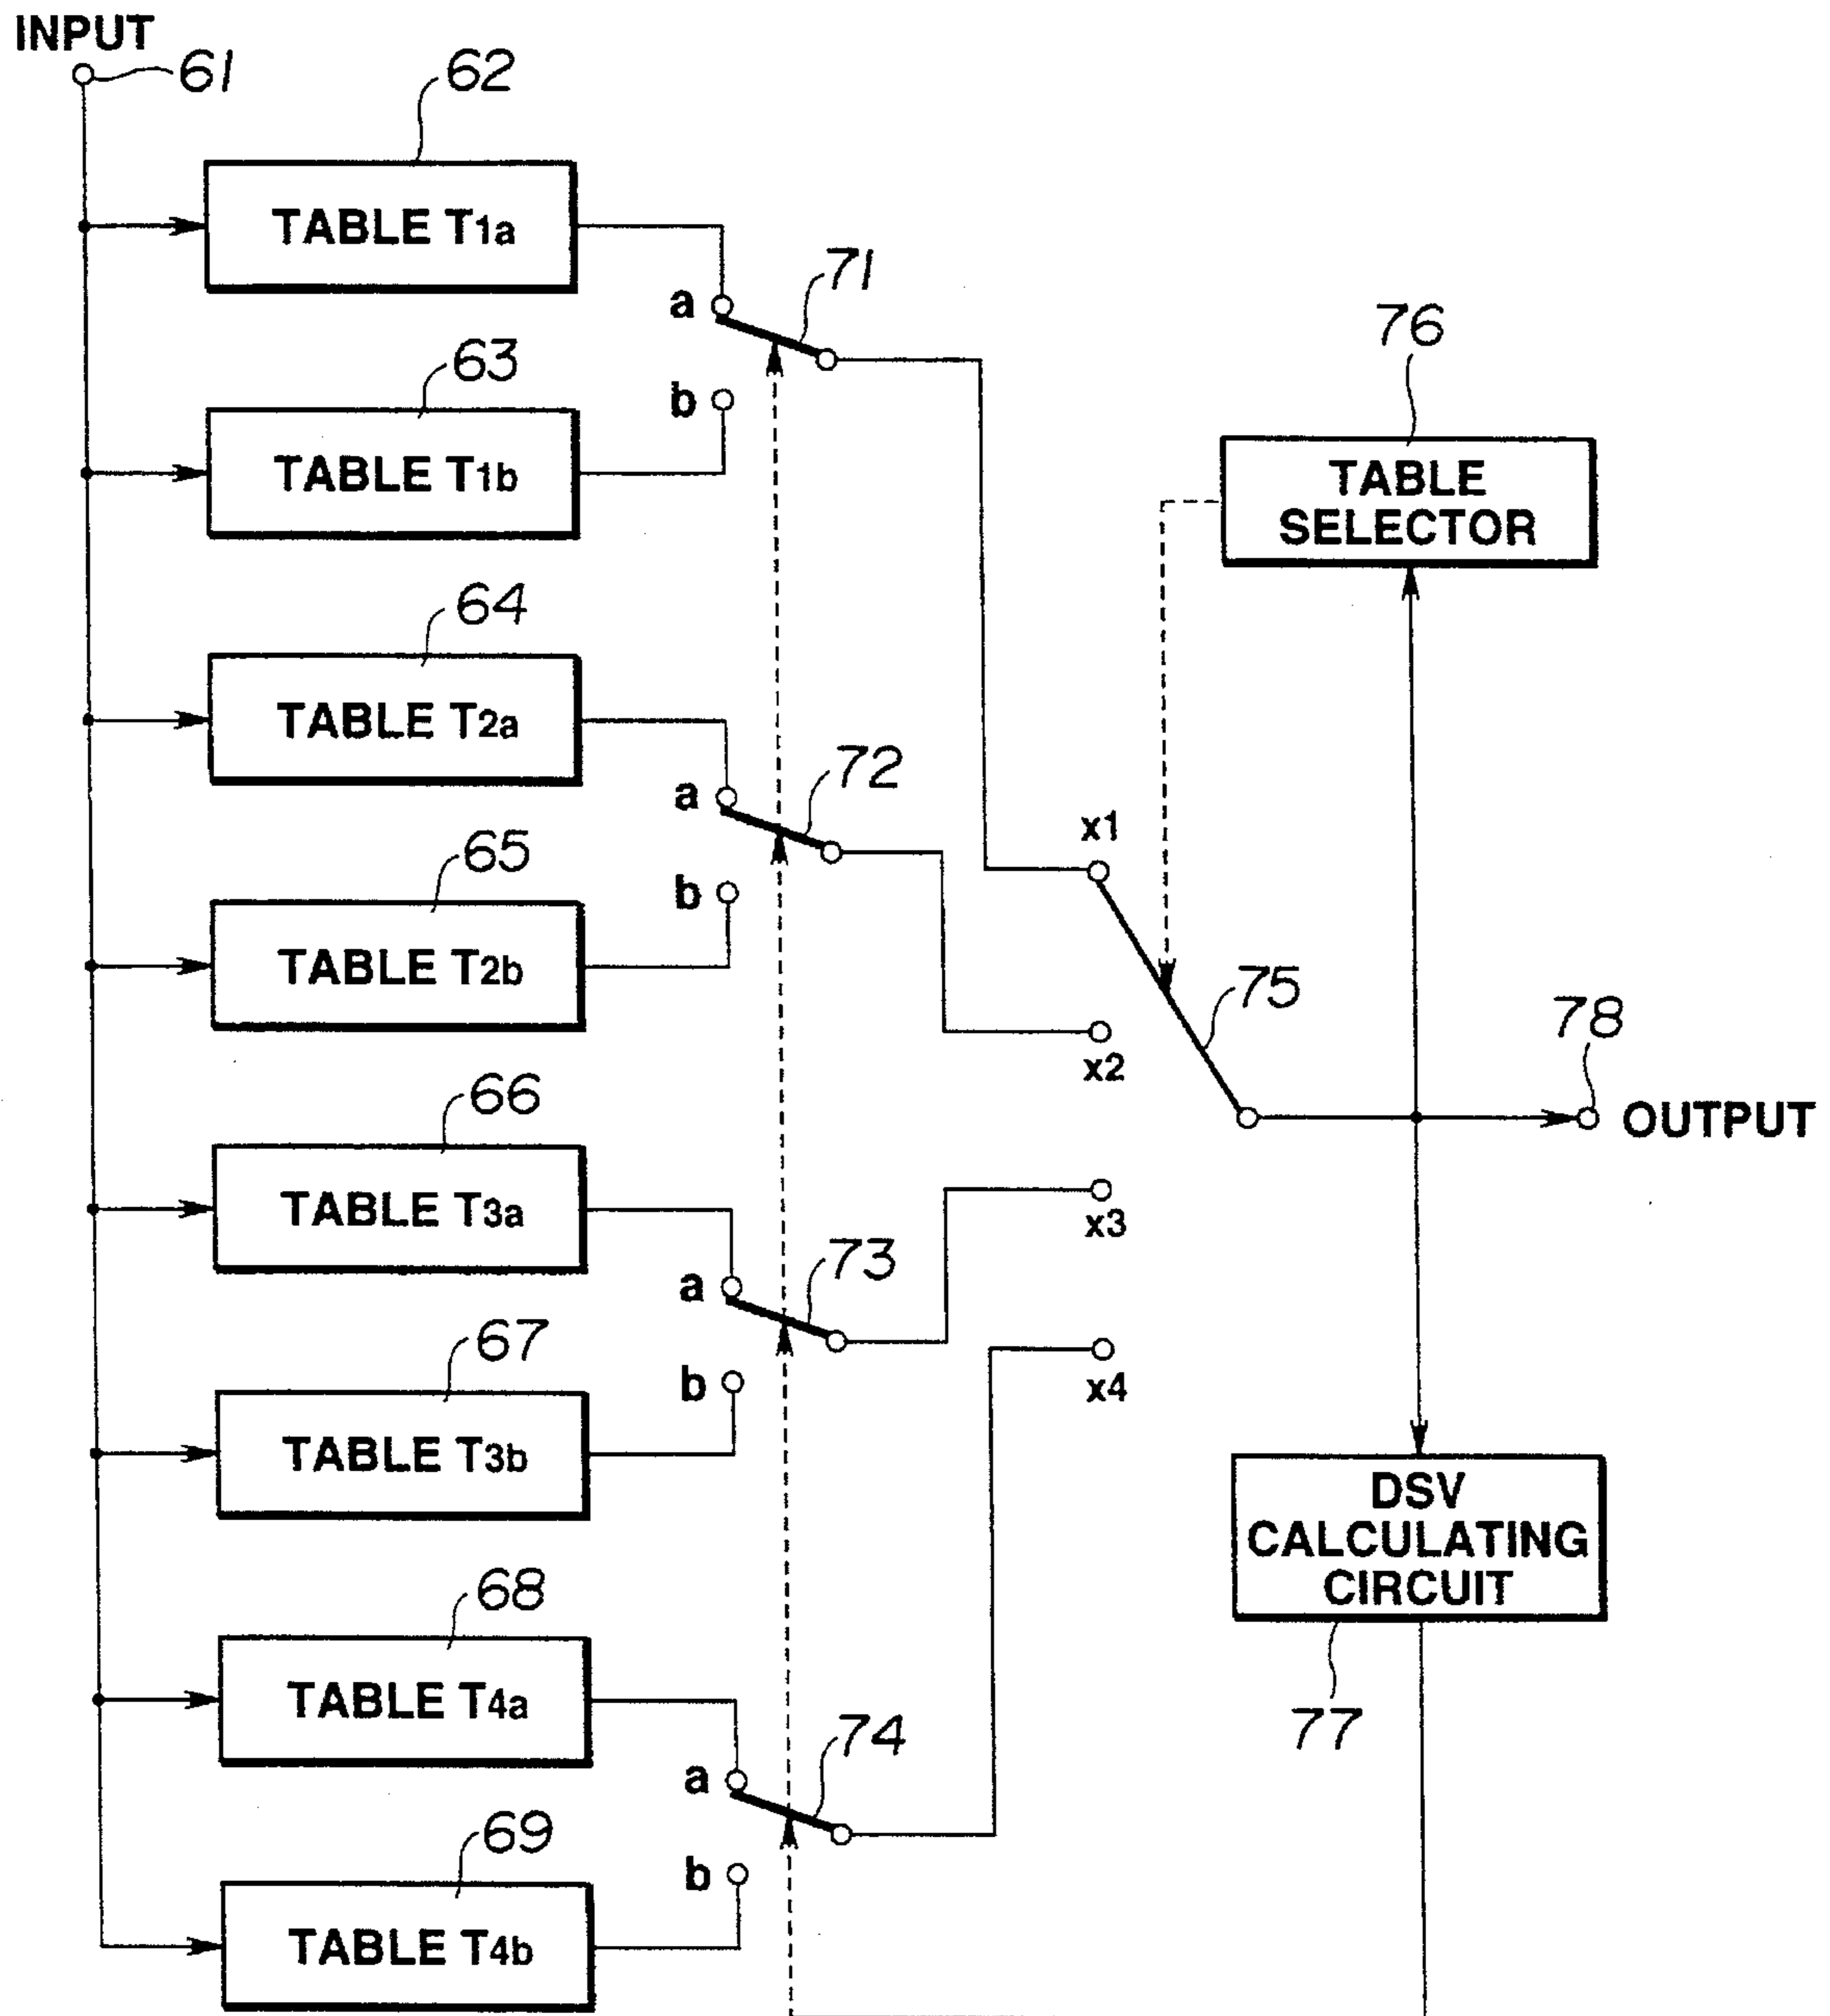 INPUT
61
62
TABLE T1a
a
71
76
63
b
TABLE T1b
TABLE
SELECTOR
64
TABLE T2a
a
72
x1
65
b
TABLE T2b
75
78
x2
OUTPUT
66
TABLE T3a
x3
a
73
67
b
x4
TABLE T3b
DSV
CALCULATING
CIRCUIT
68
TABLE T4a
77
a
74
69
b
TABLE T4b